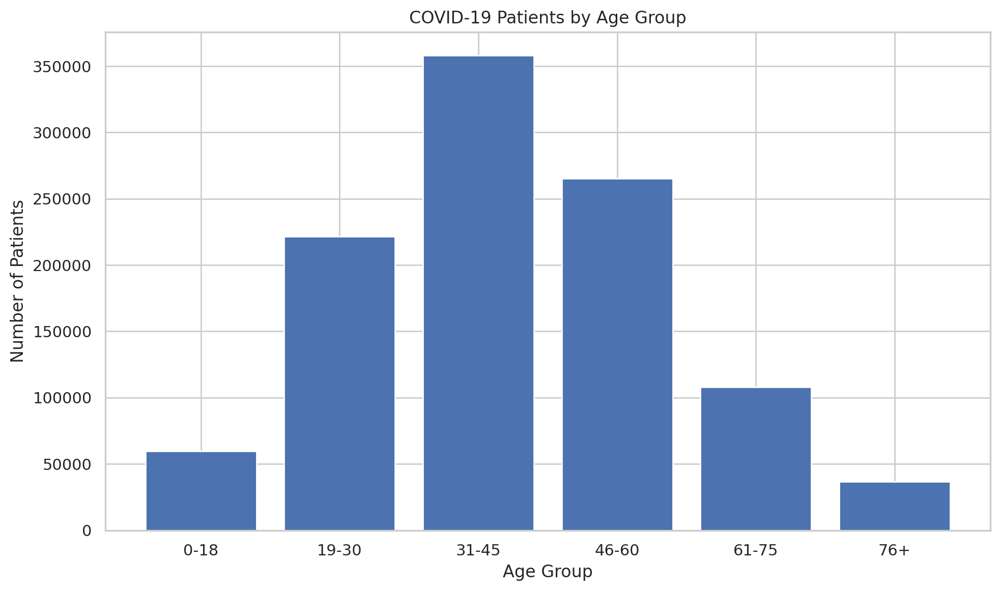 COVID-19 Patients by Age Group
350000
300000
250000
200000
150000
100000
50000
0
Number of Patients
0-18 19-30 31-45 46-60 61-75 76+
Age Group